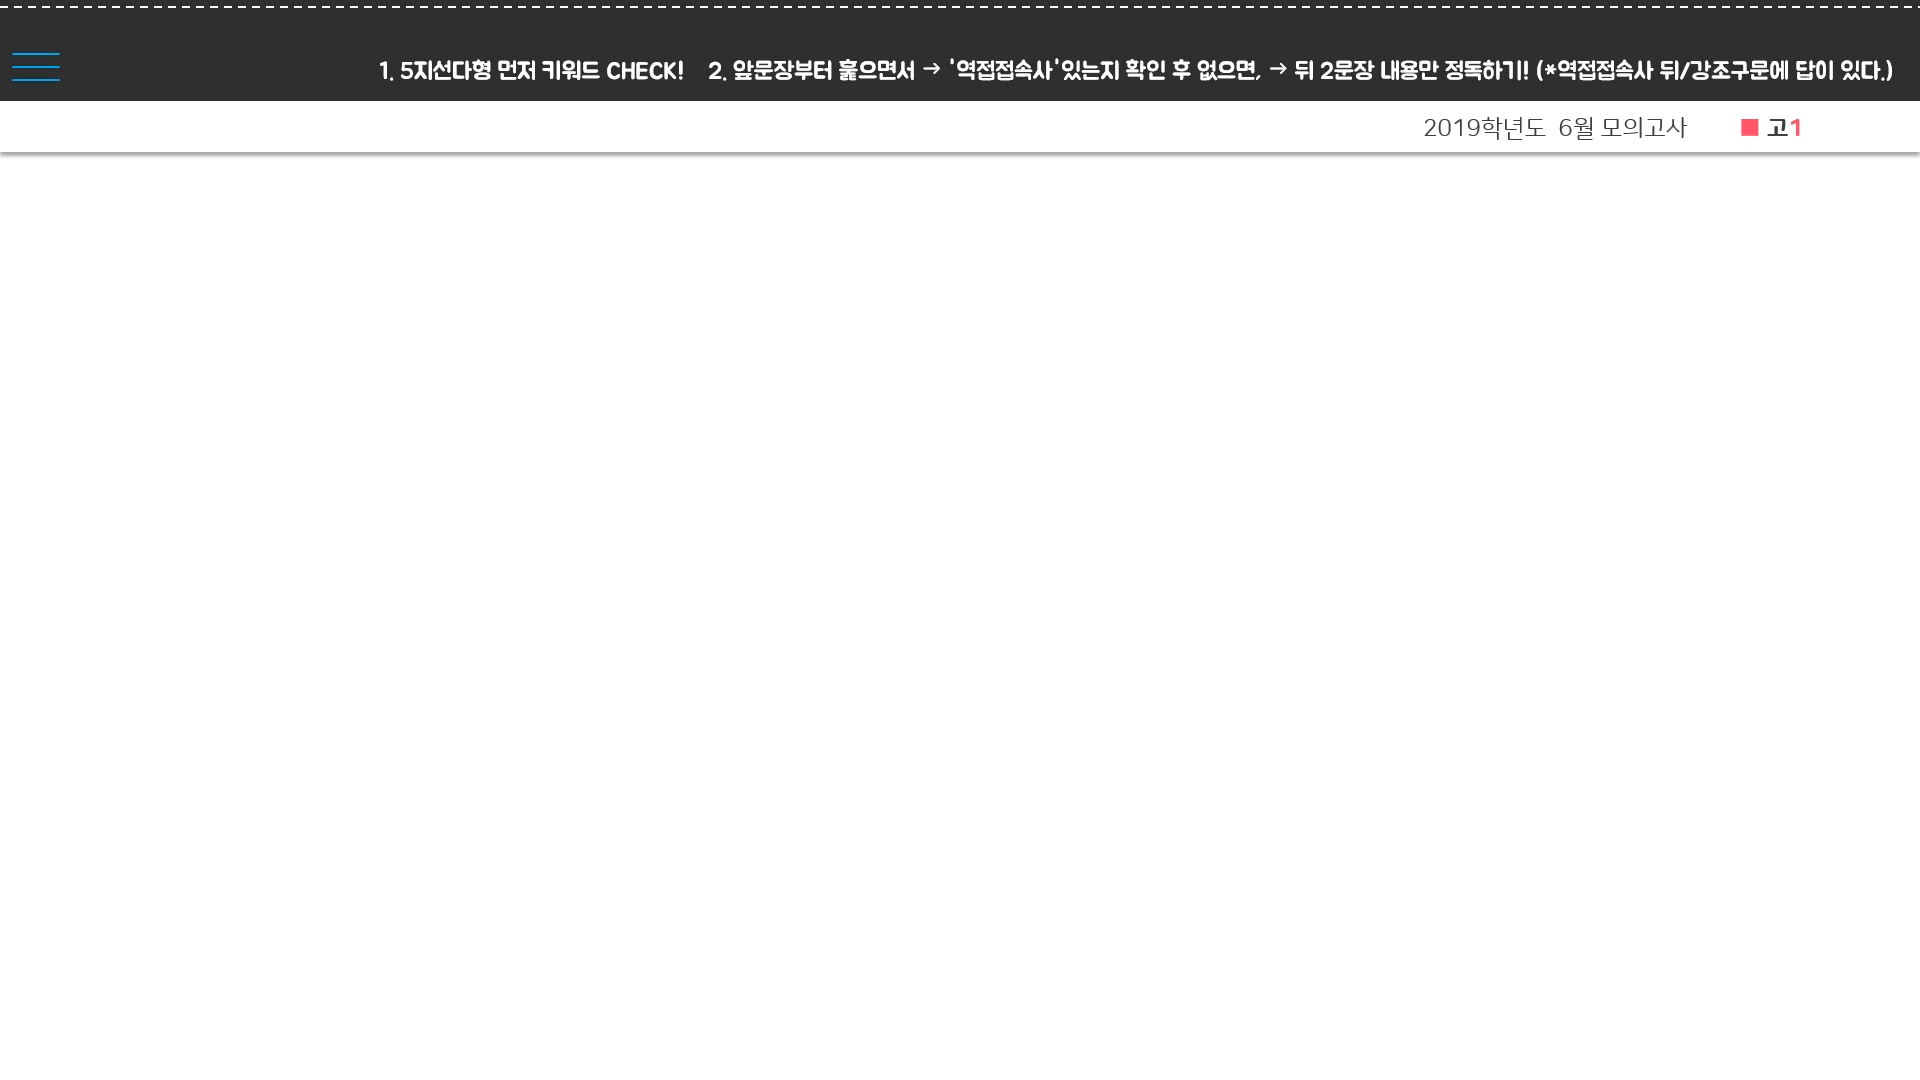 1. 5지선다형 먼저 키워드 CHECK! 2. 앞문장부터 훑으면서 → '역접접속사'있는지 확인 후 없으면, → 뒤 2문장 내용만 정독하기! (*역접접속사 뒤/강조구문에 답이 있다.)
2019학년도 6월 모의고사 ■ 고1